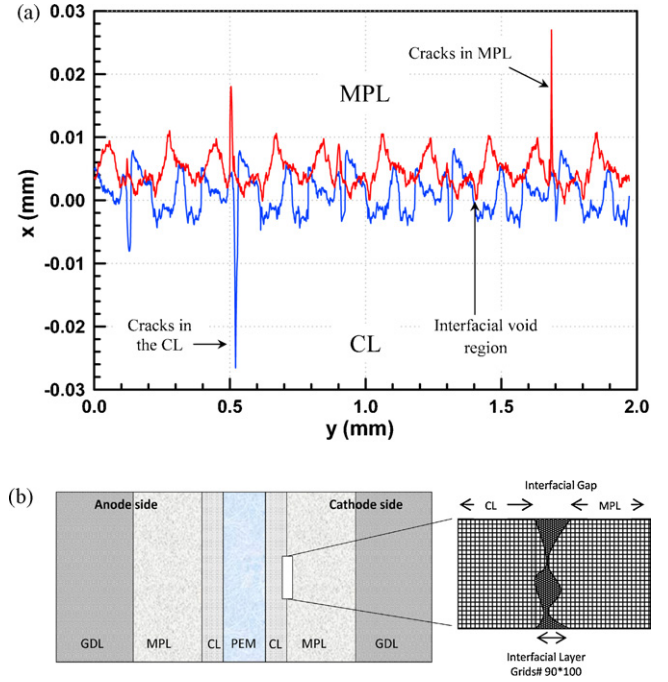 (a)
0.03
0.02
0.01
0.00
-0.01
-0.02
-0.03
x (mm)
Cracks in MPL
MPL
Cracks in
the CL
CL
Interfacial void
region
0.0
0.5
1.0
1.5
2.0
y (mm)
(b)
Anode side
Cathode side
GDL
MPL
CL
PEM
CL
MPL
GDL
Interfacial Gap
CL
MPL
Interfacial Layer
Grids# 90*100